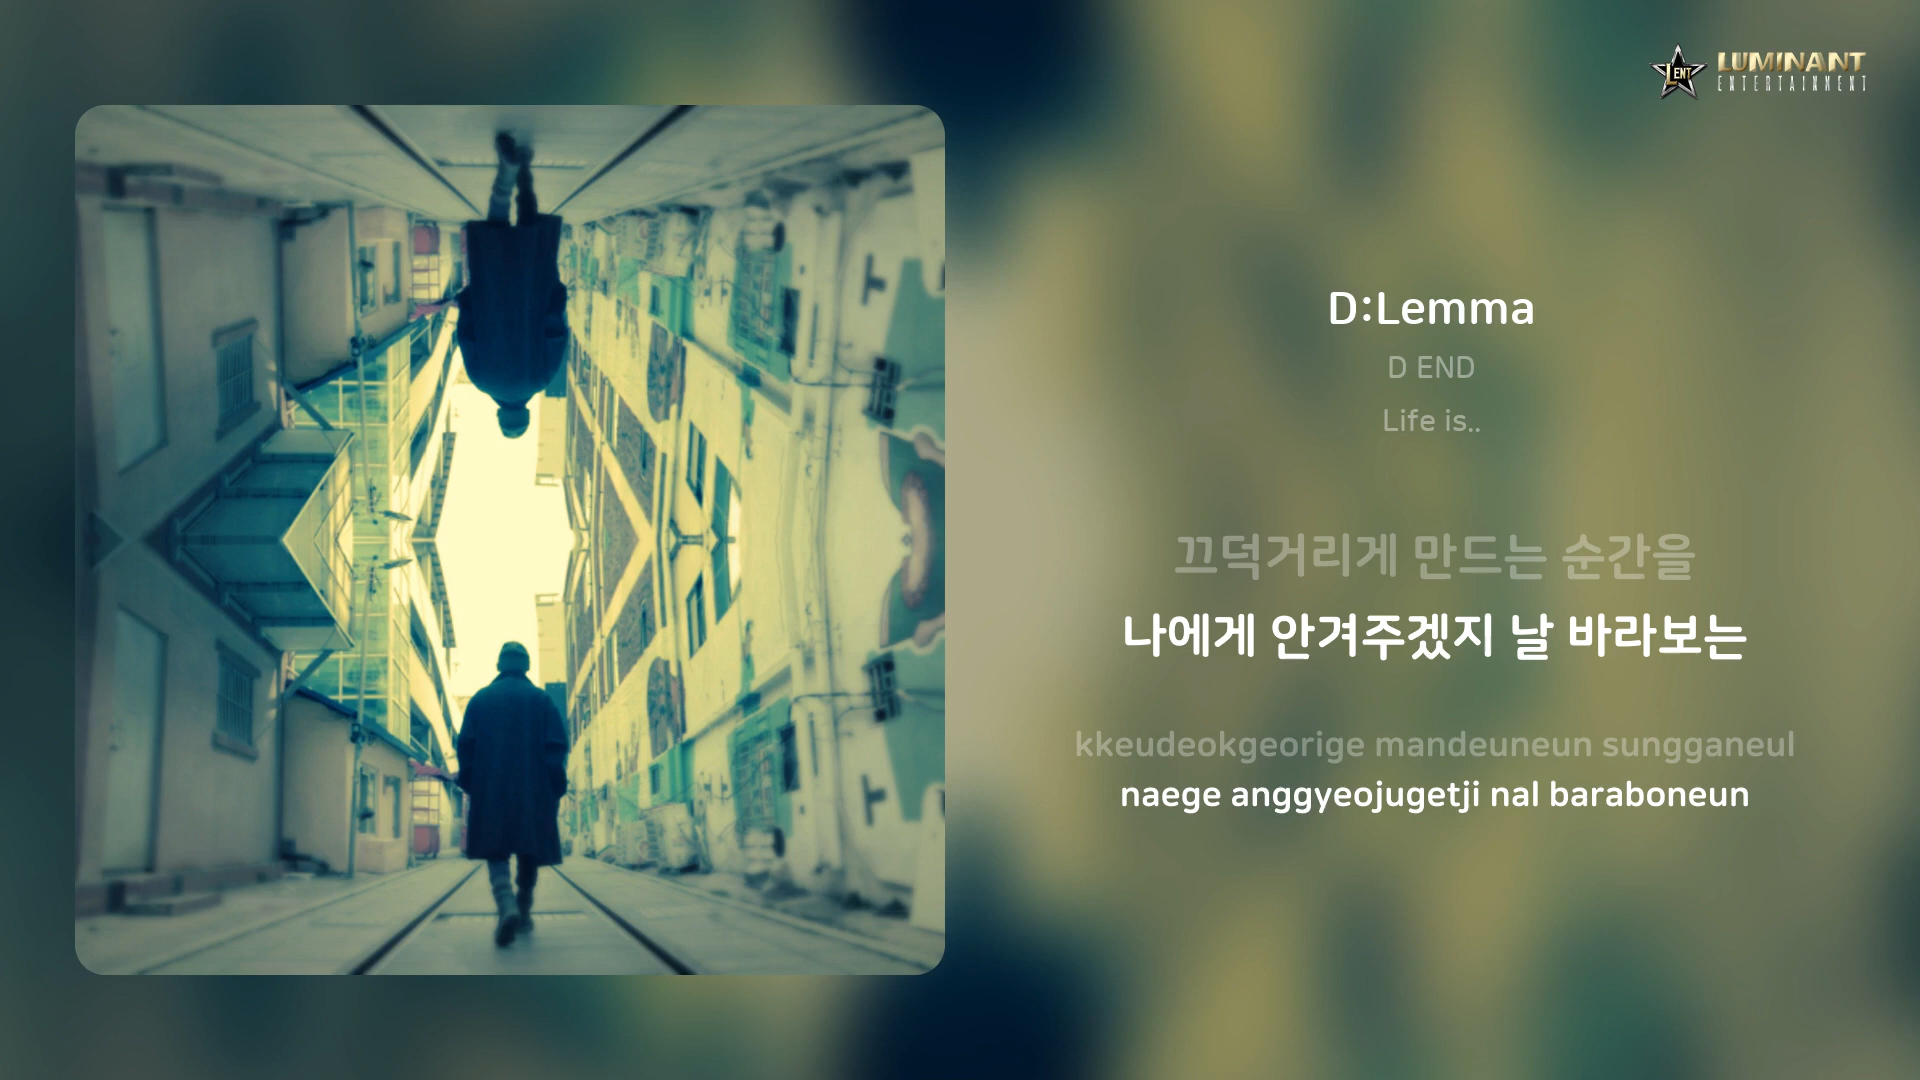 LENT
LUMINANT
ENTERTAINMENT
D:Lemma
D END
Life is..
끄덕거리게 만드는 순간을
나에게 안겨주겠지 날 바라보는
kkeudeokgeorige mandeuneun sungganeul
naege anggyeojugetji nal baraboneun